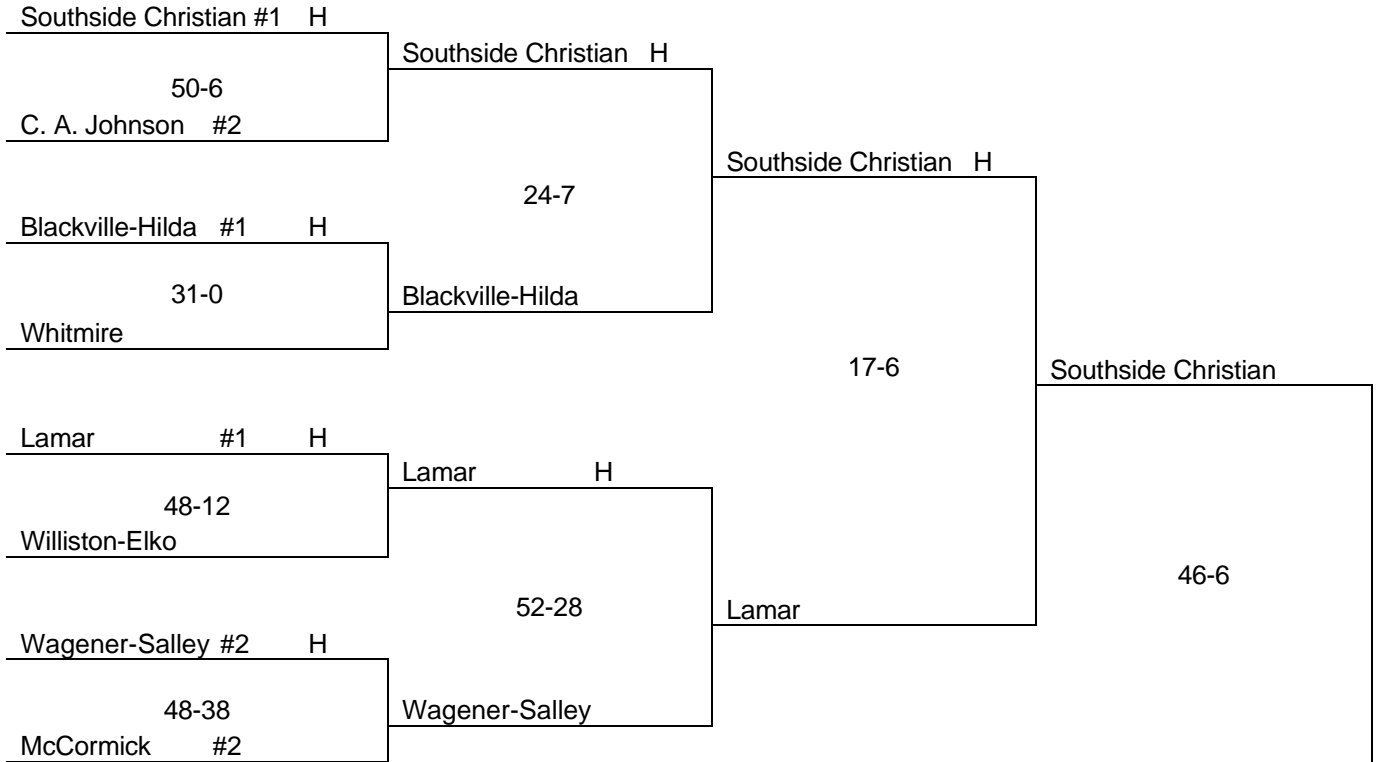 Southside Christian #1 H
Southside Christian H
50-6
C. A. Johnson #2
Southside Christian H
24-7
Blackville-Hilda #1 H
31-0
Blackville-Hilda
Whitmire
17-6
Southside Christian
Lamar #1 H
Lamar H
48-12
Williston-Elko
46-6
52-28
Lamar
Wagener-Salley #2 H
48-38
Wagener-Salley
McCormick #2